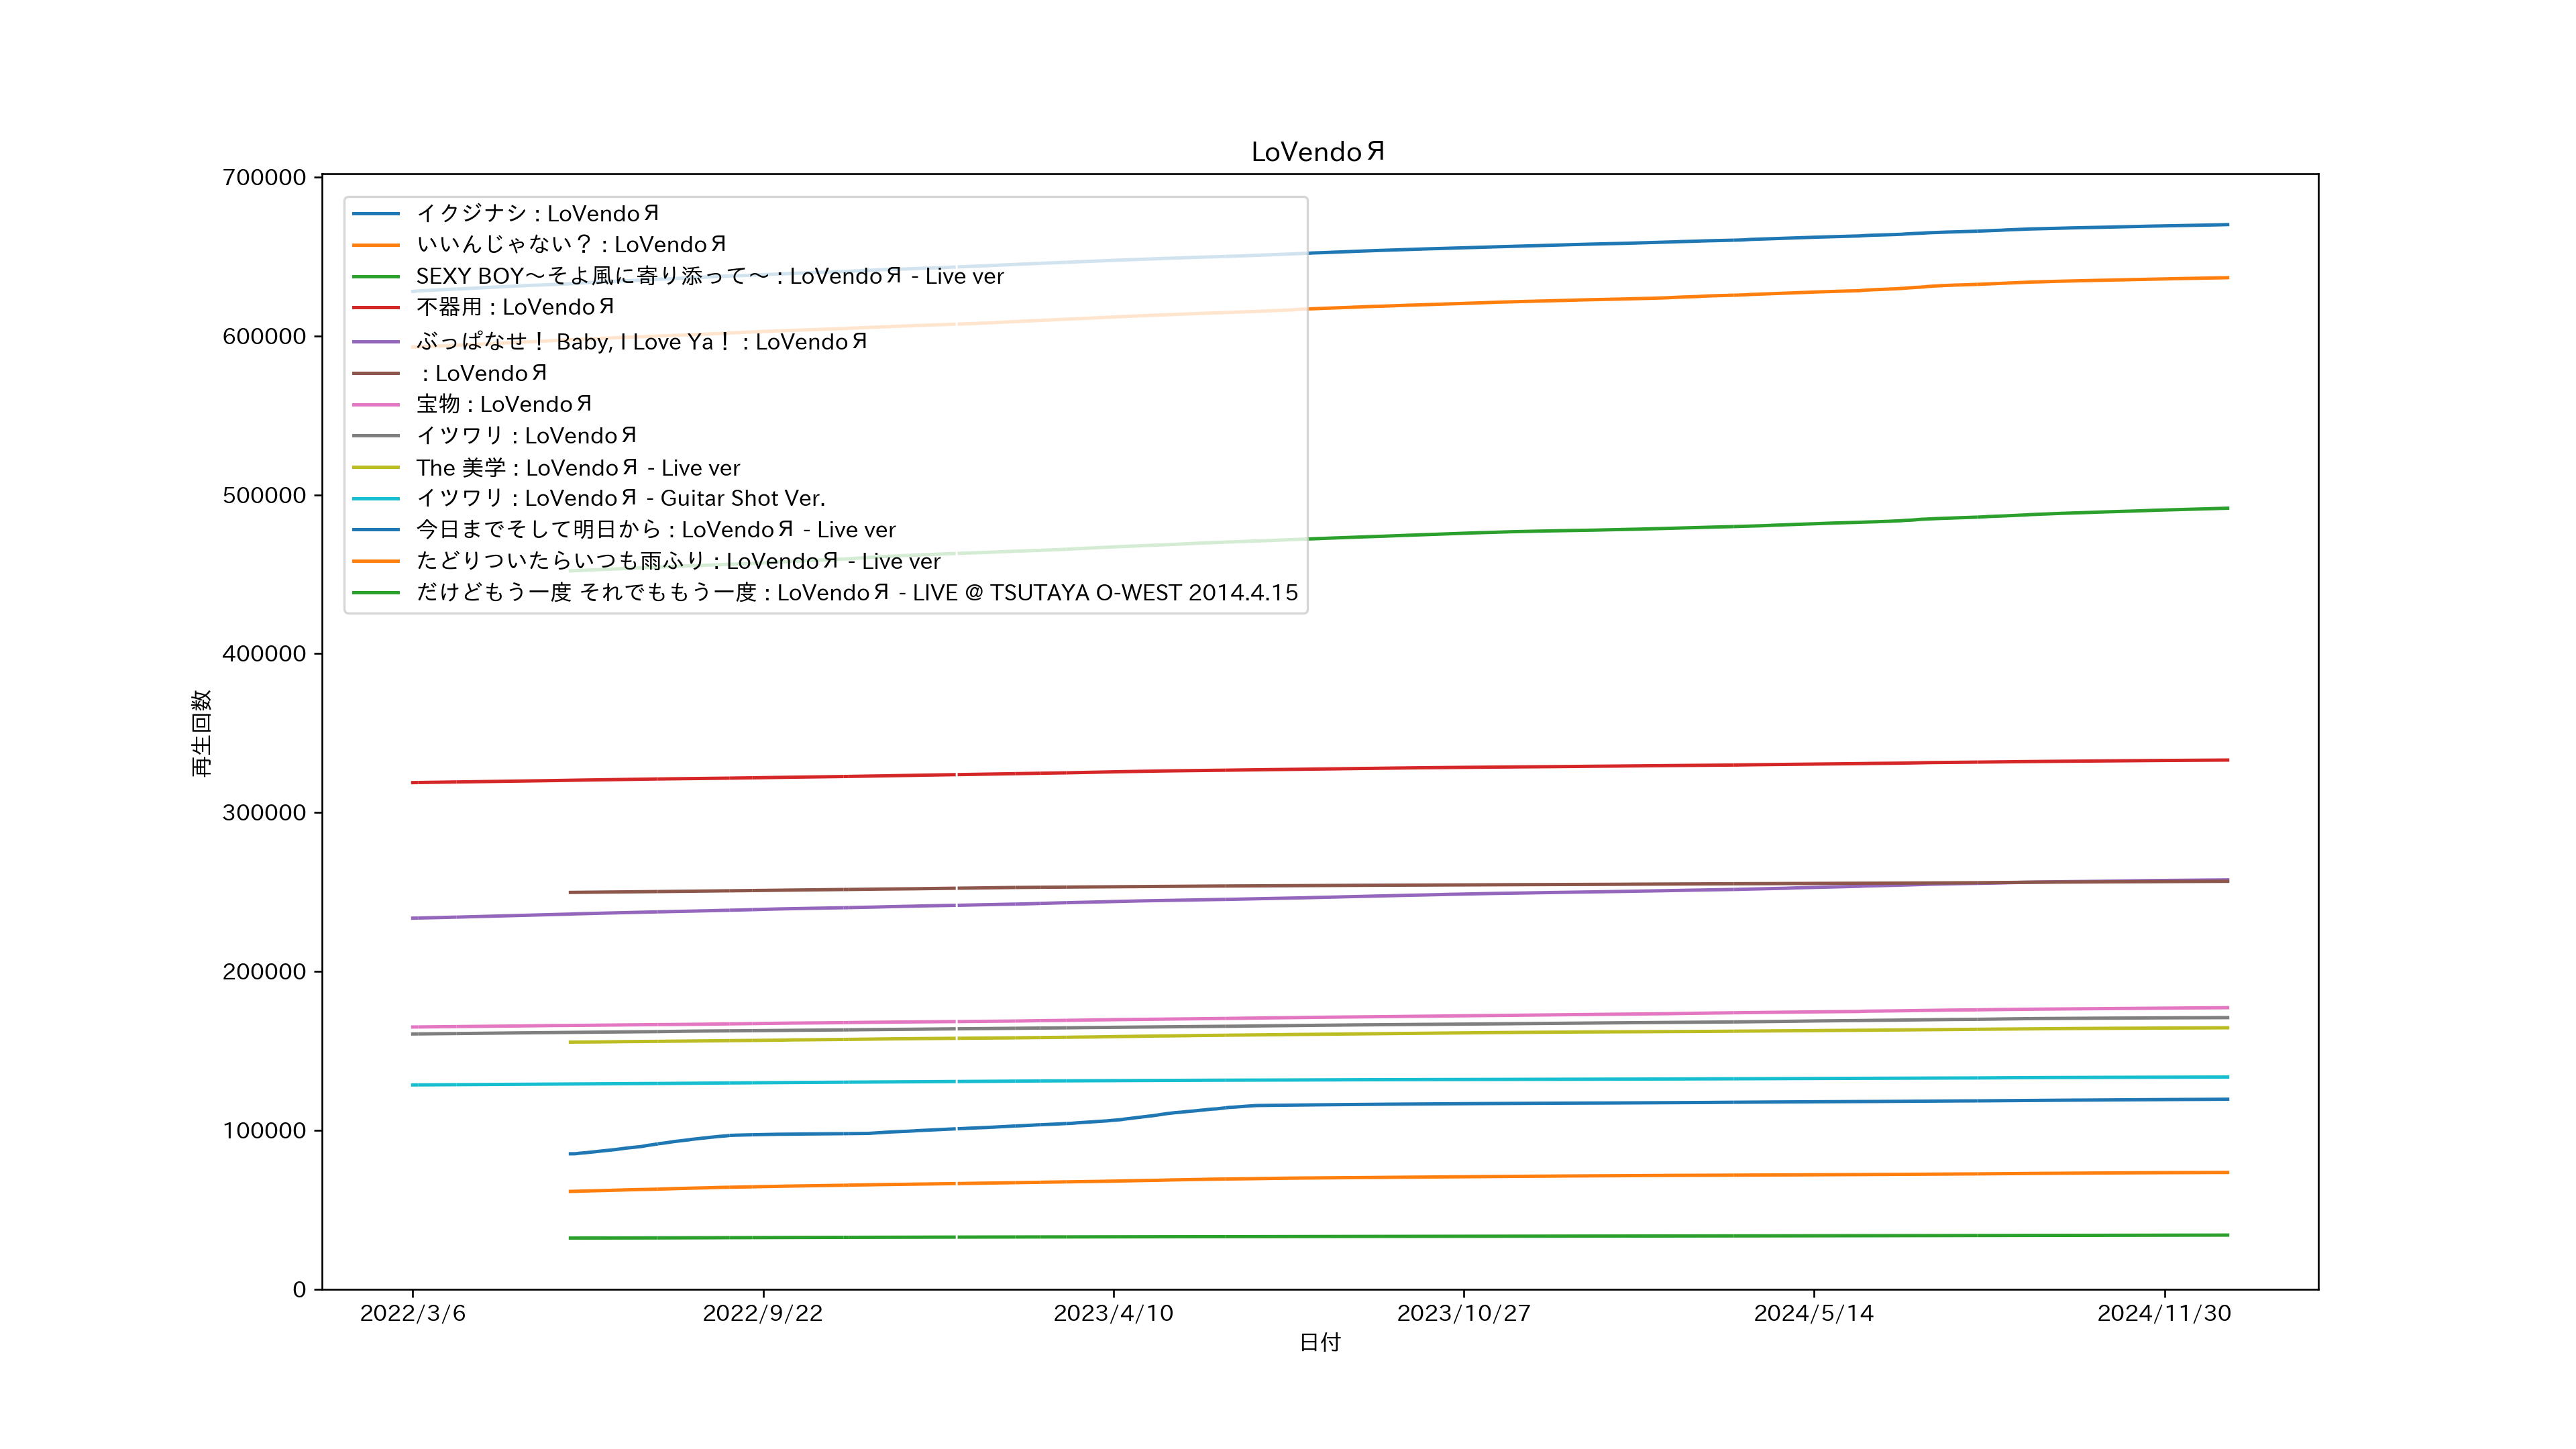 LoVendoЯ
700000
600000
500000
400000
300000
200000
100000
0
再生回数
イクジナシ : LoVendoЯ
いいんじゃない？ : LoVendoЯ
SEXY BOY〜そよ風に寄り添って〜 : LoVendoЯ - Live ver
不器用 : LoVendoЯ
ぶっぱなせ！ Baby, I Love Ya！ : LoVendoЯ
: LoVendoЯ
宝物 : LoVendoЯ
イツワリ : LoVendoЯ
The 美学 : LoVendoЯ - Live ver
イツワリ : LoVendoЯ - Guitar Shot Ver.
今日までそして明日から : LoVendoЯ - Live ver
たどりついたらいつも雨ふり : LoVendoЯ - Live ver
だけどもう一度 それでももう一度 : LoVendoЯ - LIVE @ TSUTAYA O-WEST 2014.4.15
2022/3/6 2022/9/22 2023/4/10 2023/10/27 2024/5/14 2024/11/30
日付